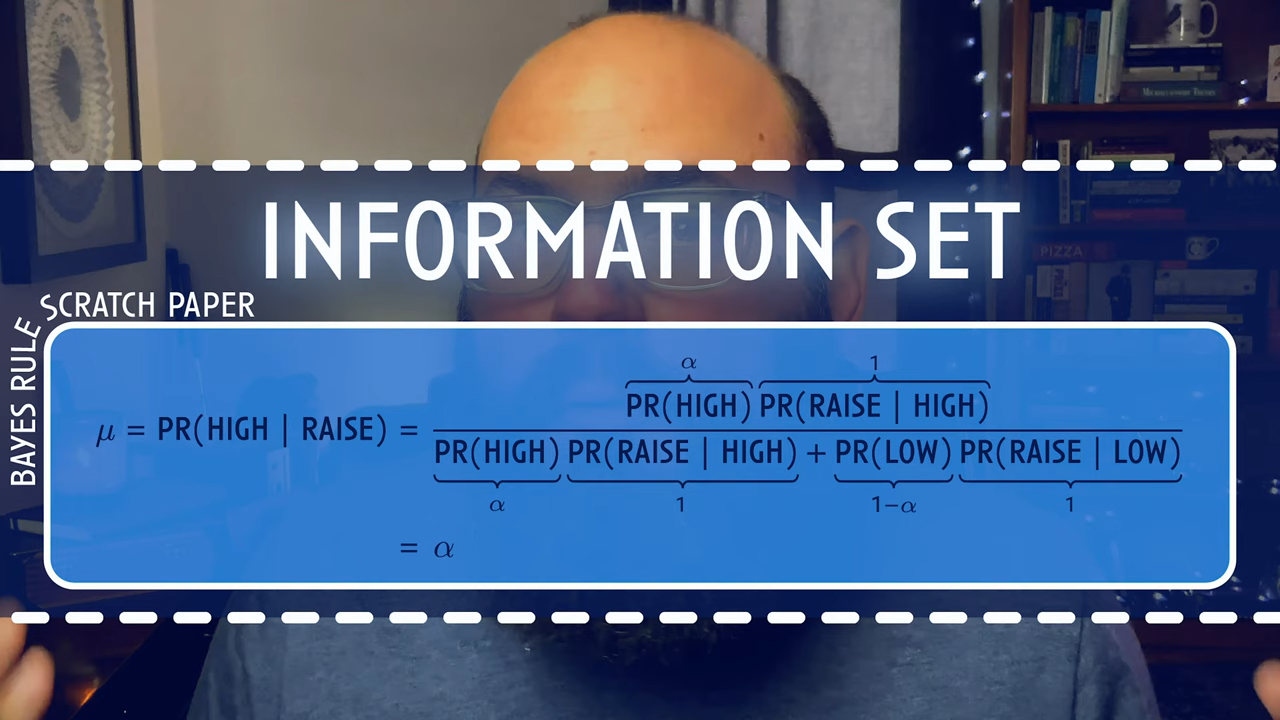 INFORMATION SET
SCRATCH PAPER
BAYES RULE
α 1
PR(HIGH) PR(RAISE | HIGH)
μ = PR(HIGH | RAISE) =
PR(HIGH) PR(RAISE | HIGH) + PR(LOW) PR(RAISE | LOW)
α 1 1-α 1
= α
PIZZA